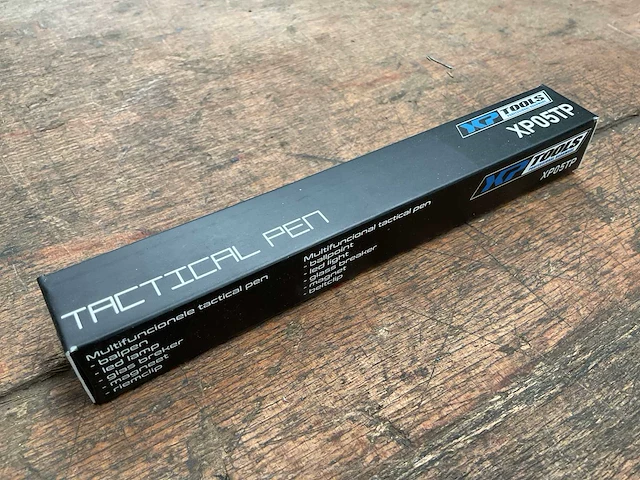 XP TOOLS
XP05TP
TACTICAL PEN
XP TOOLS
XP05TP
Multifuncionele tactical pen
- balpen
- led lamp
- glas breker
- magneet
- riemclip
Multifuncional tactical pen
- ballpoint
- led light
- glass breaker
- magnet
- beltclip